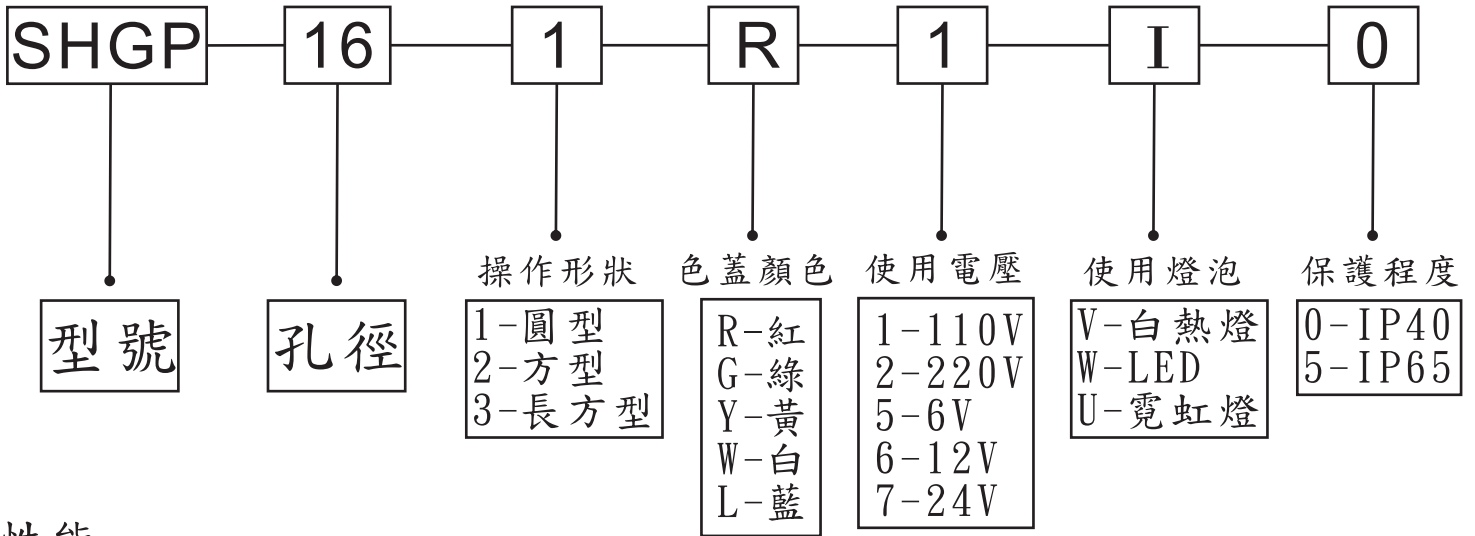 SHGP 16 1 R 1 I 0
型號
孔徑
操作形狀
1-圓型
2-方型
3-長方型
色蓋顏色
R-紅
G-綠
Y-黃
W-白
L-藍
使用電壓
1-110V
2-220V
5-6V
6-12V
7-24V
使用燈泡
V-白熱燈
W-LED
U-霓虹燈
保護程度
0-IP40
5-IP65
性能